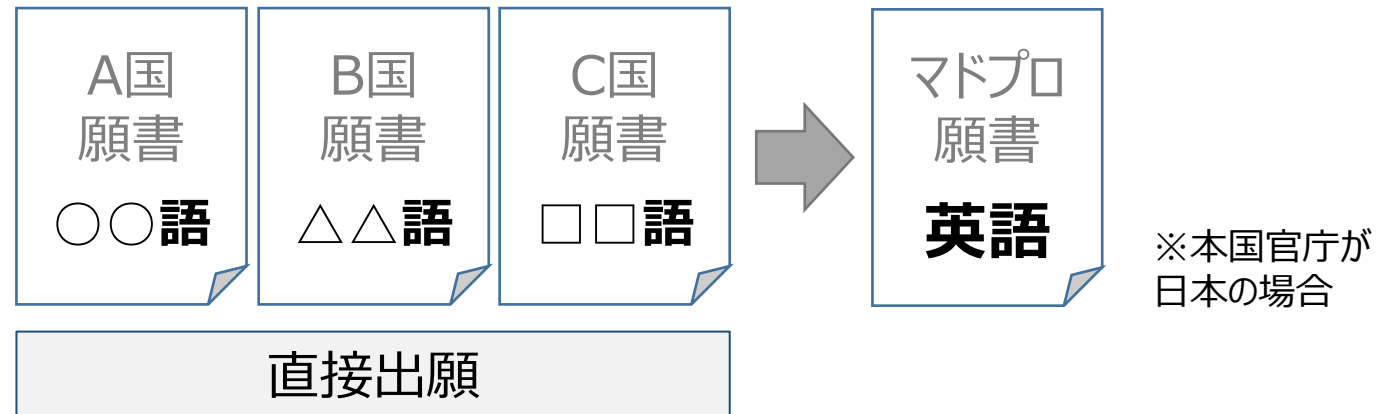 A国
願書
○○語
B国
願書
△△語
C国
願書
□□語
マドプロ
願書
英語
※本国官庁が
日本の場合
直接出願